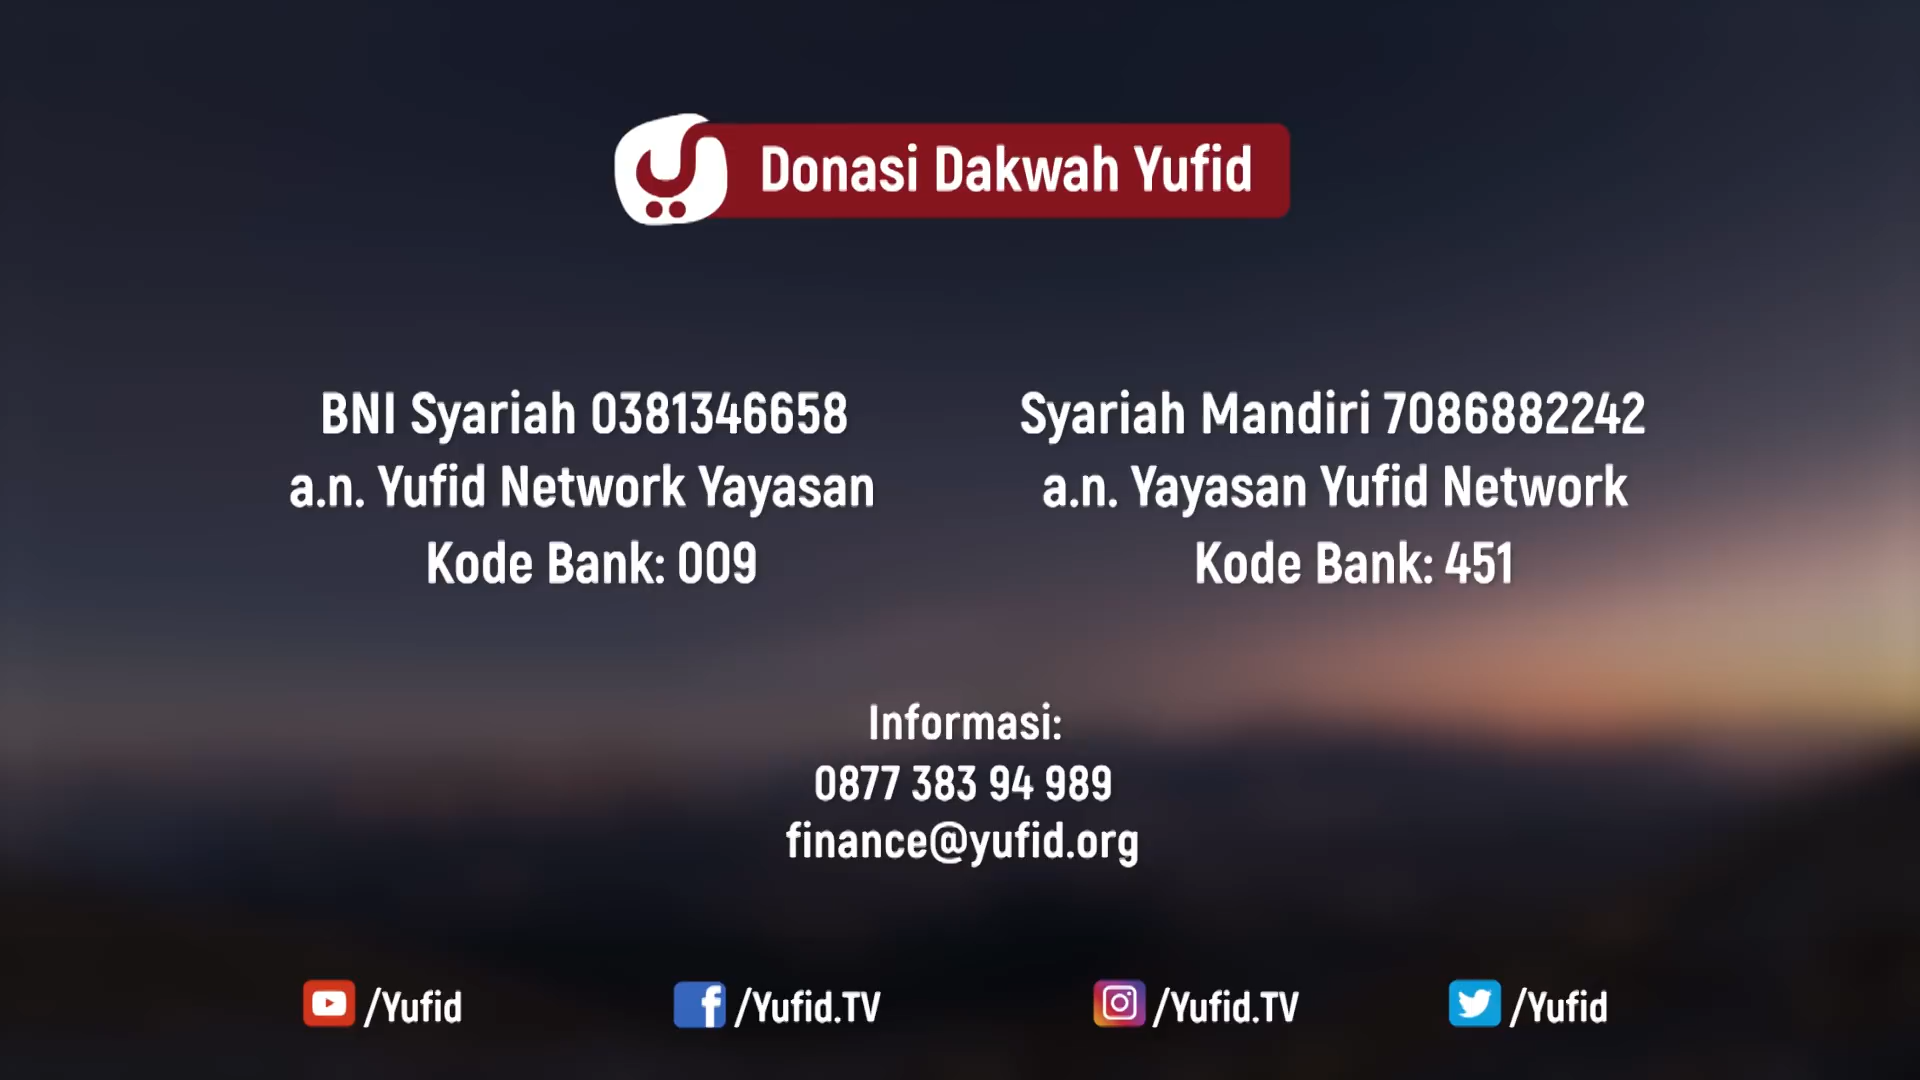 Donasi Dakwah Yufid
BNI Syariah 0381346658
a.n. Yufid Network Yayasan
Kode Bank: 009
Syariah Mandiri 7086882242
a.n. Yayasan Yufid Network
Kode Bank: 451
Informasi:
0877 383 94 989
finance@yufid.org
/Yufid
/Yufid.TV
/Yufid.TV
/Yufid